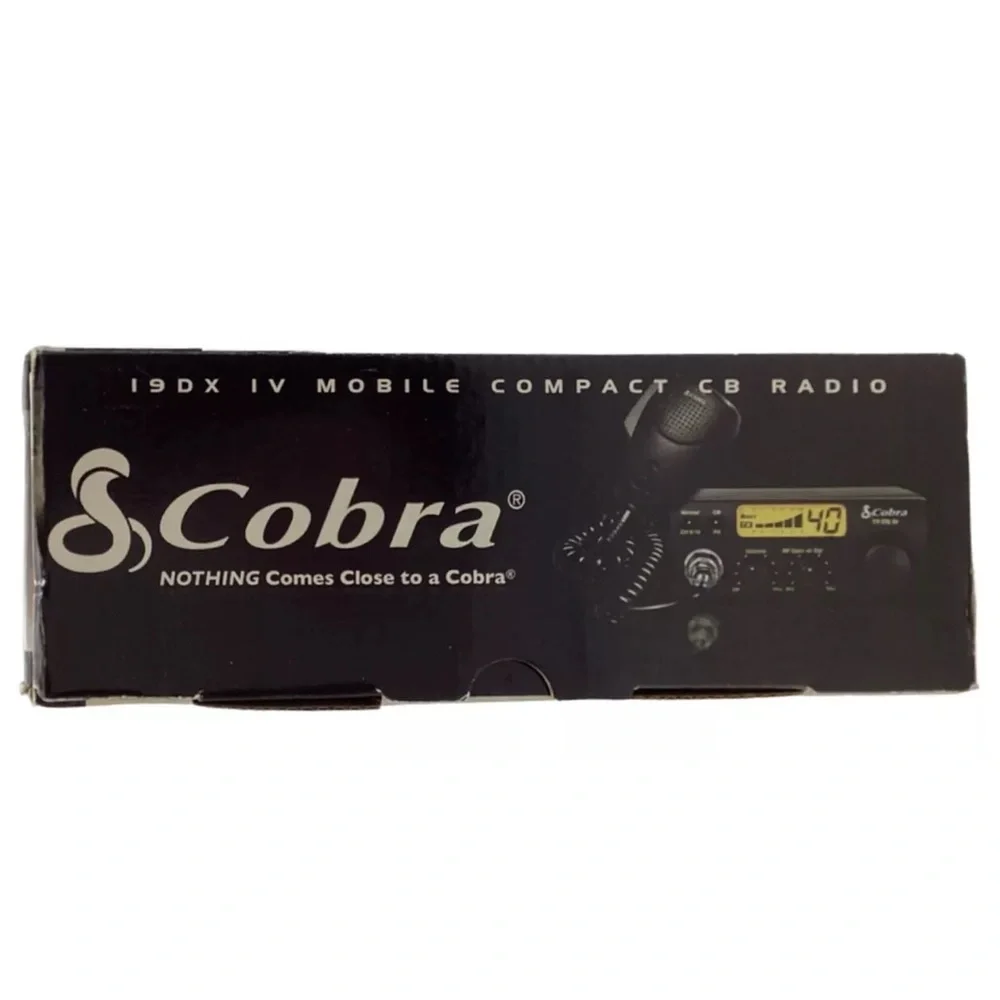 19DX IV MOBILE COMPACT CB RADIO
Cobra®
NOTHING Comes Close to a Cobra®
40
Cobra